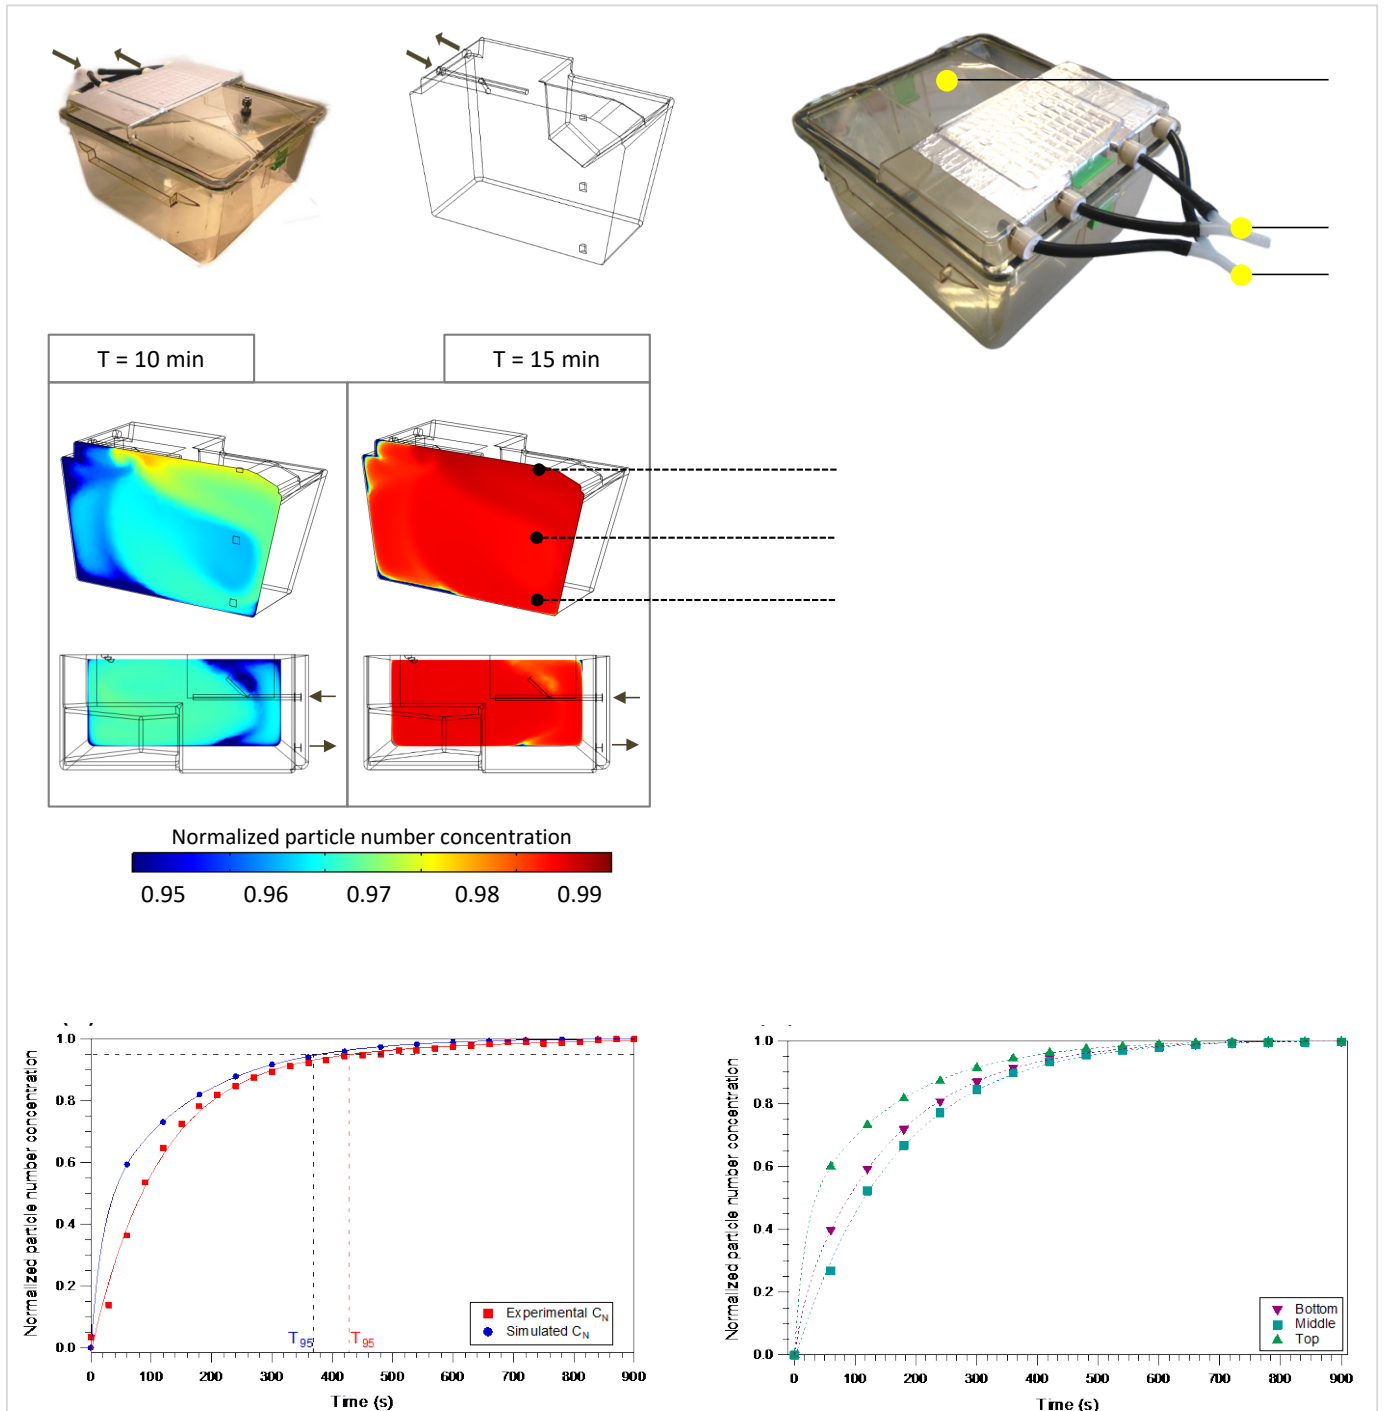 T = 10 min
T = 15 min
Normalized particle number concentration
0.95 0.96 0.97 0.98 0.99
Normalized particle number concentration
1.0
0.8
0.6
0.4
0.2
0.0
T95
T95
Experimental CN
Simulated CN
0 100 200 300 400 500 600 700 800 900
Time (s)
Normalized particle number concentration
1.0
0.8
0.6
0.4
0.2
0.0
Bottom
Middle
Top
0 100 200 300 400 500 600 700 800 900
Time (s)